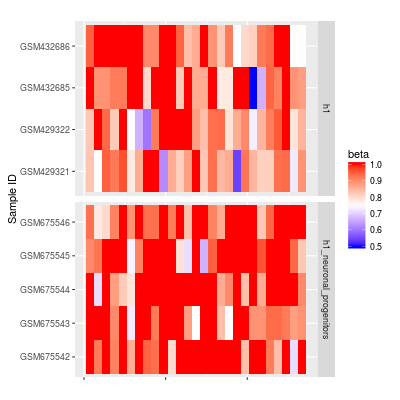 GSM432686
GSM432685
GSM429322
GSM429321
h1
GSM675546
GSM675545
GSM675544
GSM675543
GSM675542
h1_neuronal_progenitors
Sample ID
beta
1.0
0.9
0.8
0.7
0.6
0.5